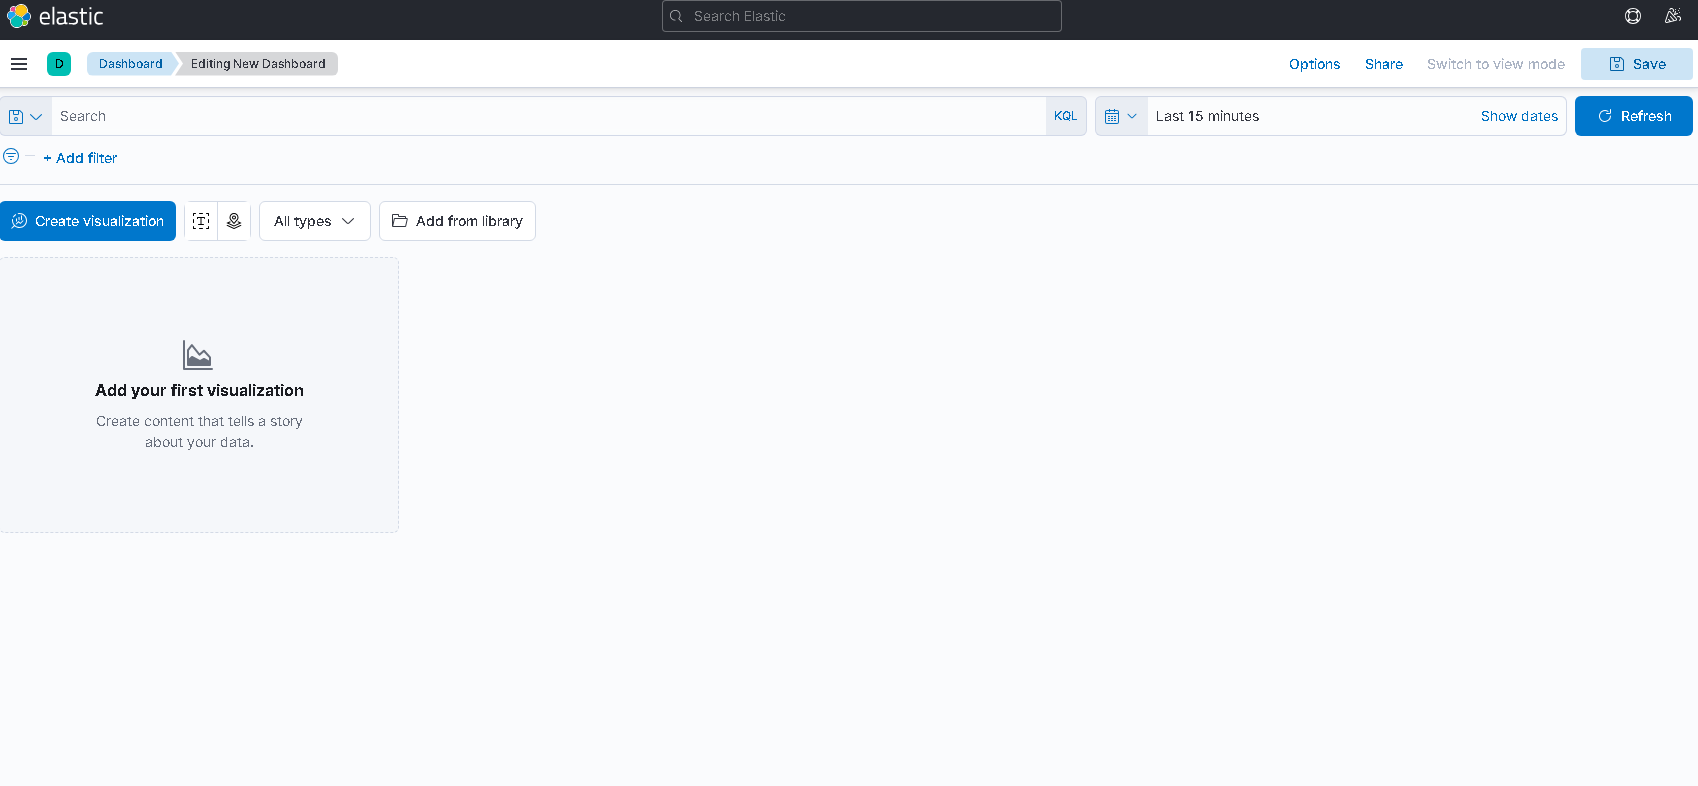 elastic
Search Elastic
D
Dashboard
Editing New Dashboard
Options
Share
Switch to view mode
Save
Search
KQL
Last 15 minutes
Show dates
Refresh
+ Add filter
Create visualization
T
All types
Add from library
Add your first visualization
Create content that tells a story
about your data.